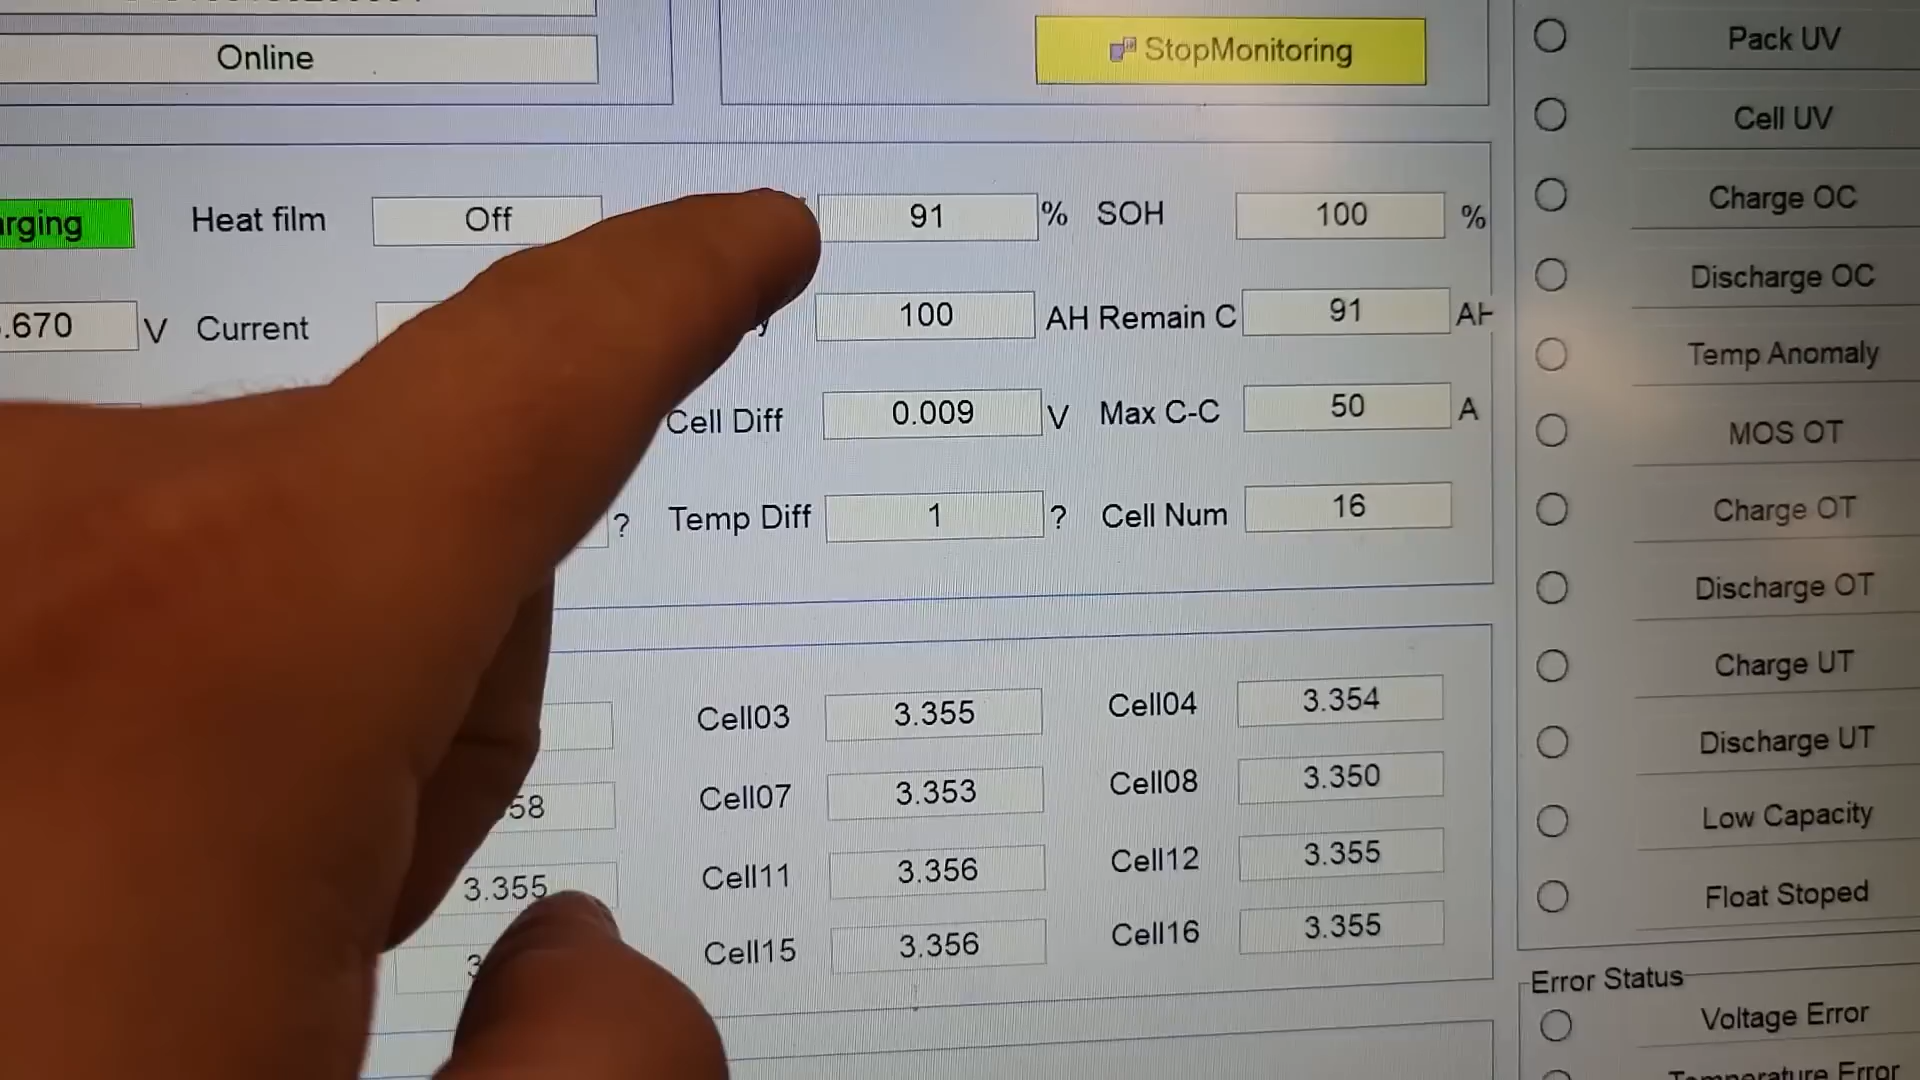 Online
StopMonitoring
Heat film Off 91 % SOH 100 %
.670 V Current 100 AH Remain C 91 AH
Cell Diff 0.009 V Max C-C 50 A
? Temp Diff 1 ? Cell Num 16
Cell03 3.355 Cell04 3.354
58 Cell07 3.353 Cell08 3.350
3.355 Cell11 3.356 Cell12 3.355
Cell15 3.356 Cell16 3.355
Pack UV
Cell UV
Charge OC
Discharge OC
Temp Anomaly
MOS OT
Charge OT
Discharge OT
Charge UT
Discharge UT
Low Capacity
Float Stoped
Error Status
Voltage Error
Temperature Error